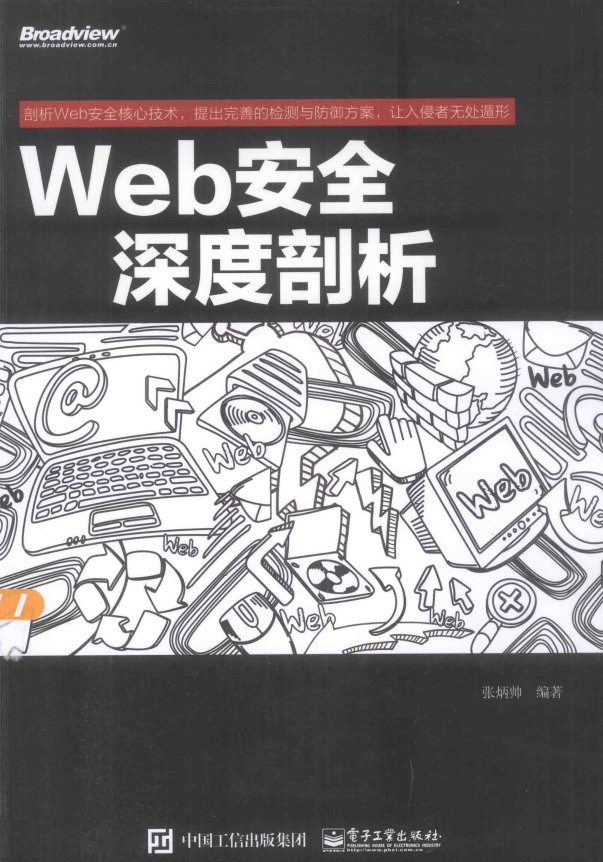 Broadview®
www.broadview.com.cn
剖析Web安全核心技术，提出完善的检测与防御方案，让入侵者无处遁形
Web安全
深度剖析
Web
Web
Web
Web
Web
Web
张炳帅 编著
中国工信出版集团
電子工業出版社·
PUBLISHING HOUSE OF ELECTRONICS INDUSTRY
http://www.phei.com.cn